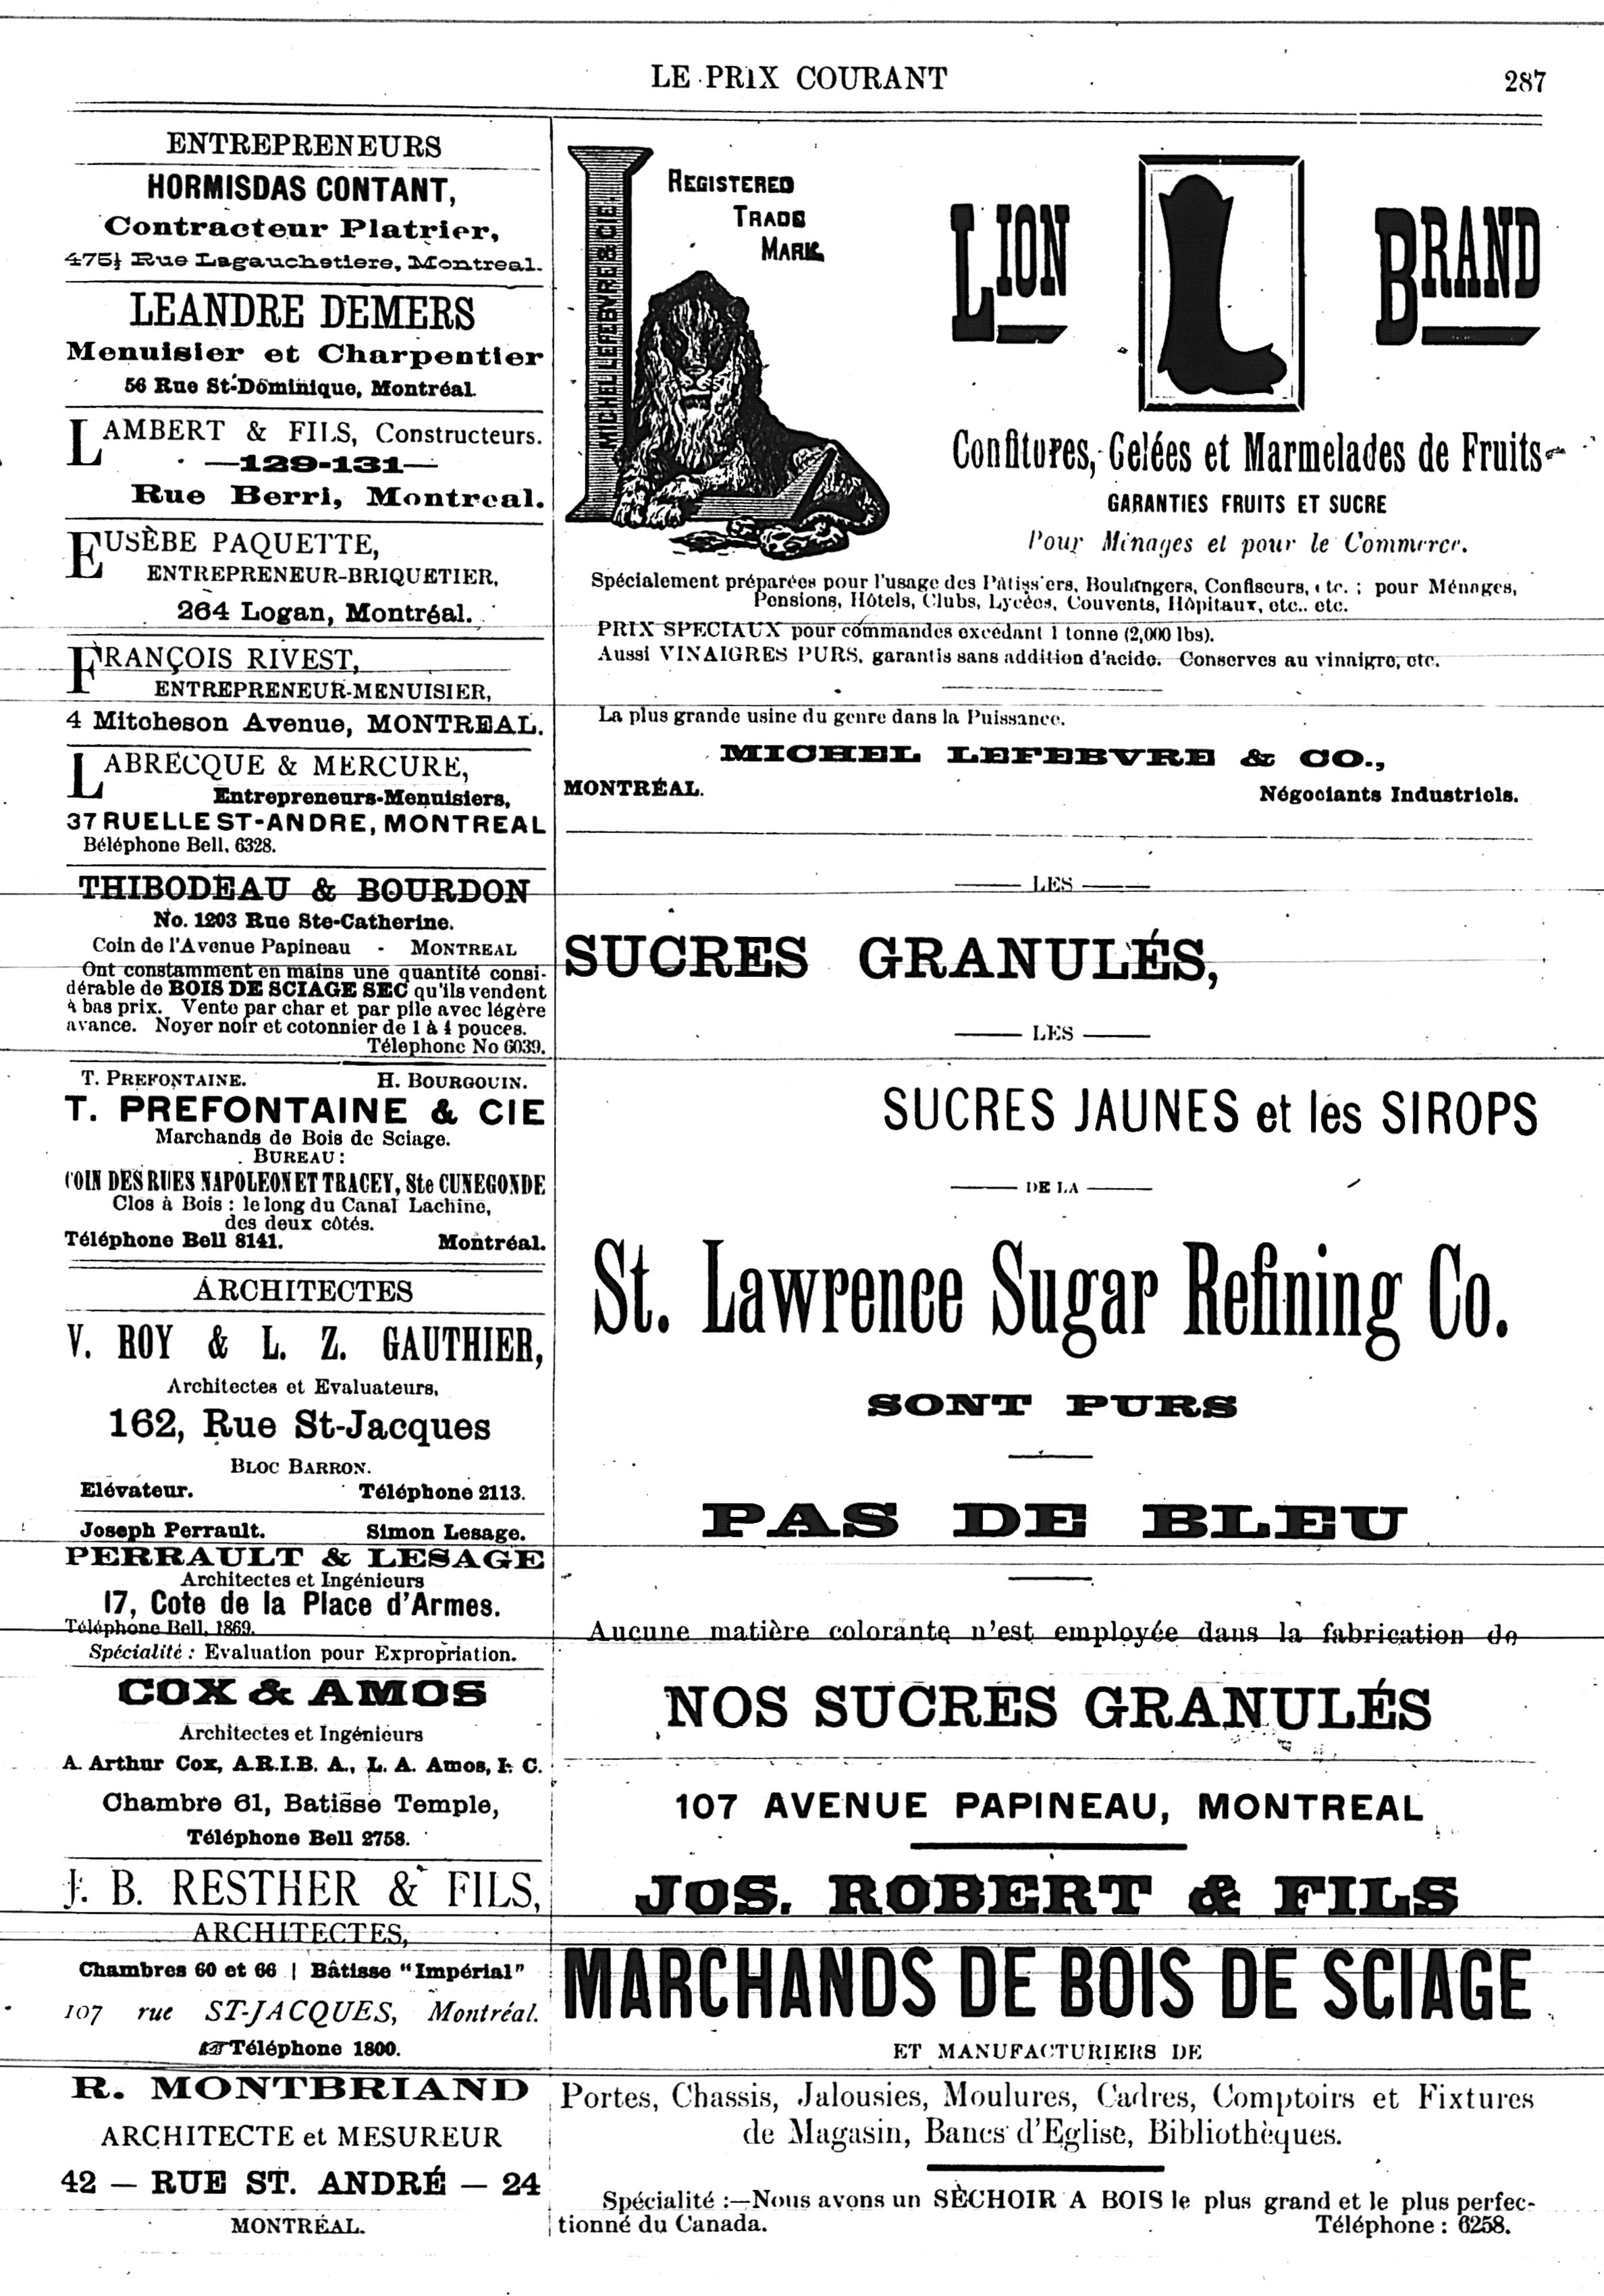 LE PRIX COURANT
287
ENTREPRENEURS
HORMISDAS CONTANT,
Contracteur Platrier,
475½ Rue Lagauchetiere, Montreal.
LEANDRE DEMERS
Menuisier et Charpentier
56 Rue St-Dominique, Montréal.
LAMBERT & FILS, Constructeurs.
—129-131—
Rue Berri, Montreal.
EUSÈBE PAQUETTE,
ENTREPRENEUR-BRIQUETIER,
264 Logan, Montréal.
FRANÇOIS RIVEST,
ENTREPRENEUR-MENUISIER,
4 Mitcheson Avenue, MONTREAL.
LABRECQUE & MERCURE,
Entrepreneurs-Menuisiers,
37 RUELLE ST-ANDRE, MONTREAL
Béléphone Bell, 6328.
THIBODEAU & BOURDON
No. 1203 Rue Ste-Catherine.
Coin de l'Avenue Papineau - MONTREAL
Ont constamment en mains une quantité consi-
dérable de BOIS DE SCIAGE SEC qu'ils vendent
à bas prix. Vente par char et par pile avec légère
avance. Noyer noir et cotonnier de 1 à 4 pouces.
Télephone No 6039.
T. PREFONTAINE. H. BOURGOUIN.
T. PREFONTAINE & CIE
Marchands de Bois de Sciage.
BUREAU:
COIN DES RUES NAPOLEON ET TRACEY, Ste CUNEGONDE
Clos à Bois : le long du Canal Lachine,
des deux côtés.
Téléphone Bell 8141. Montréal.
ARCHITECTES
V. ROY & L. Z. GAUTHIER,
Architectes et Evaluateurs,
162, Rue St-Jacques
BLOC BARRON.
Elévateur. Téléphone 2113.
Joseph Perrault. Simon Lesage.
PERRAULT & LESAGE
Architectes et Ingénieurs
17, Cote de la Place d'Armes.
Téléphone Bell, 1869.
Spécialité : Evaluation pour Expropriation.
COX & AMOS
Architectes et Ingénieurs
A. Arthur Cox, A.R.I.B. A., L. A. Amos, I. C.
Chambre 61, Batisse Temple,
Téléphone Bell 2758.
J. B. RESTHER & FILS,
ARCHITECTES,
Chambres 60 et 66 | Bâtisse "Impérial"
107 rue ST-JACQUES, Montréal.
☞Téléphone 1800.
R. MONTBRIAND
ARCHITECTE et MESUREUR
42 — RUE ST. ANDRÉ — 24
MONTRÉAL.
REGISTERED
TRADE
MARK
MICHEL LEFEBVRE & CIE.
LION BRAND
Confitures, Gelées et Marmelades de Fruits
GARANTIES FRUITS ET SUCRE
Pour Ménages et pour le Commerce.
Spécialement préparées pour l'usage des Pâtissiers, Boulangers, Confiseurs, etc. ; pour Ménages,
Pensions, Hôtels, Clubs, Lycées, Couvents, Hôpitaux, etc.. etc.
PRIX SPECIAUX pour commandes excédant 1 tonne (2,000 lbs).
Aussi VINAIGRES PURS, garantis sans addition d'acide. Conserves au vinaigre, etc.
La plus grande usine du genre dans la Puissance.
MICHEL LEFEBVRE & CO.,
MONTRÉAL. Négociants Industriels.
LES
SUCRES GRANULÉS,
LES
SUCRES JAUNES et les SIROPS
DE LA
St. Lawrence Sugar Refining Co.
SONT PURS
PAS DE BLEU
Aucune matière colorante n'est employée dans la fabrication de
NOS SUCRES GRANULÉS
107 AVENUE PAPINEAU, MONTREAL
JOS. ROBERT & FILS
MARCHANDS DE BOIS DE SCIAGE
ET MANUFACTURIERS DE
Portes, Chassis, Jalousies, Moulures, Cadres, Comptoirs et Fixtures
de Magasin, Bancs d'Eglise, Bibliothèques.
Spécialité :—Nous avons un SÈCHOIR A BOIS le plus grand et le plus perfec-
tionné du Canada. Téléphone : 6258.